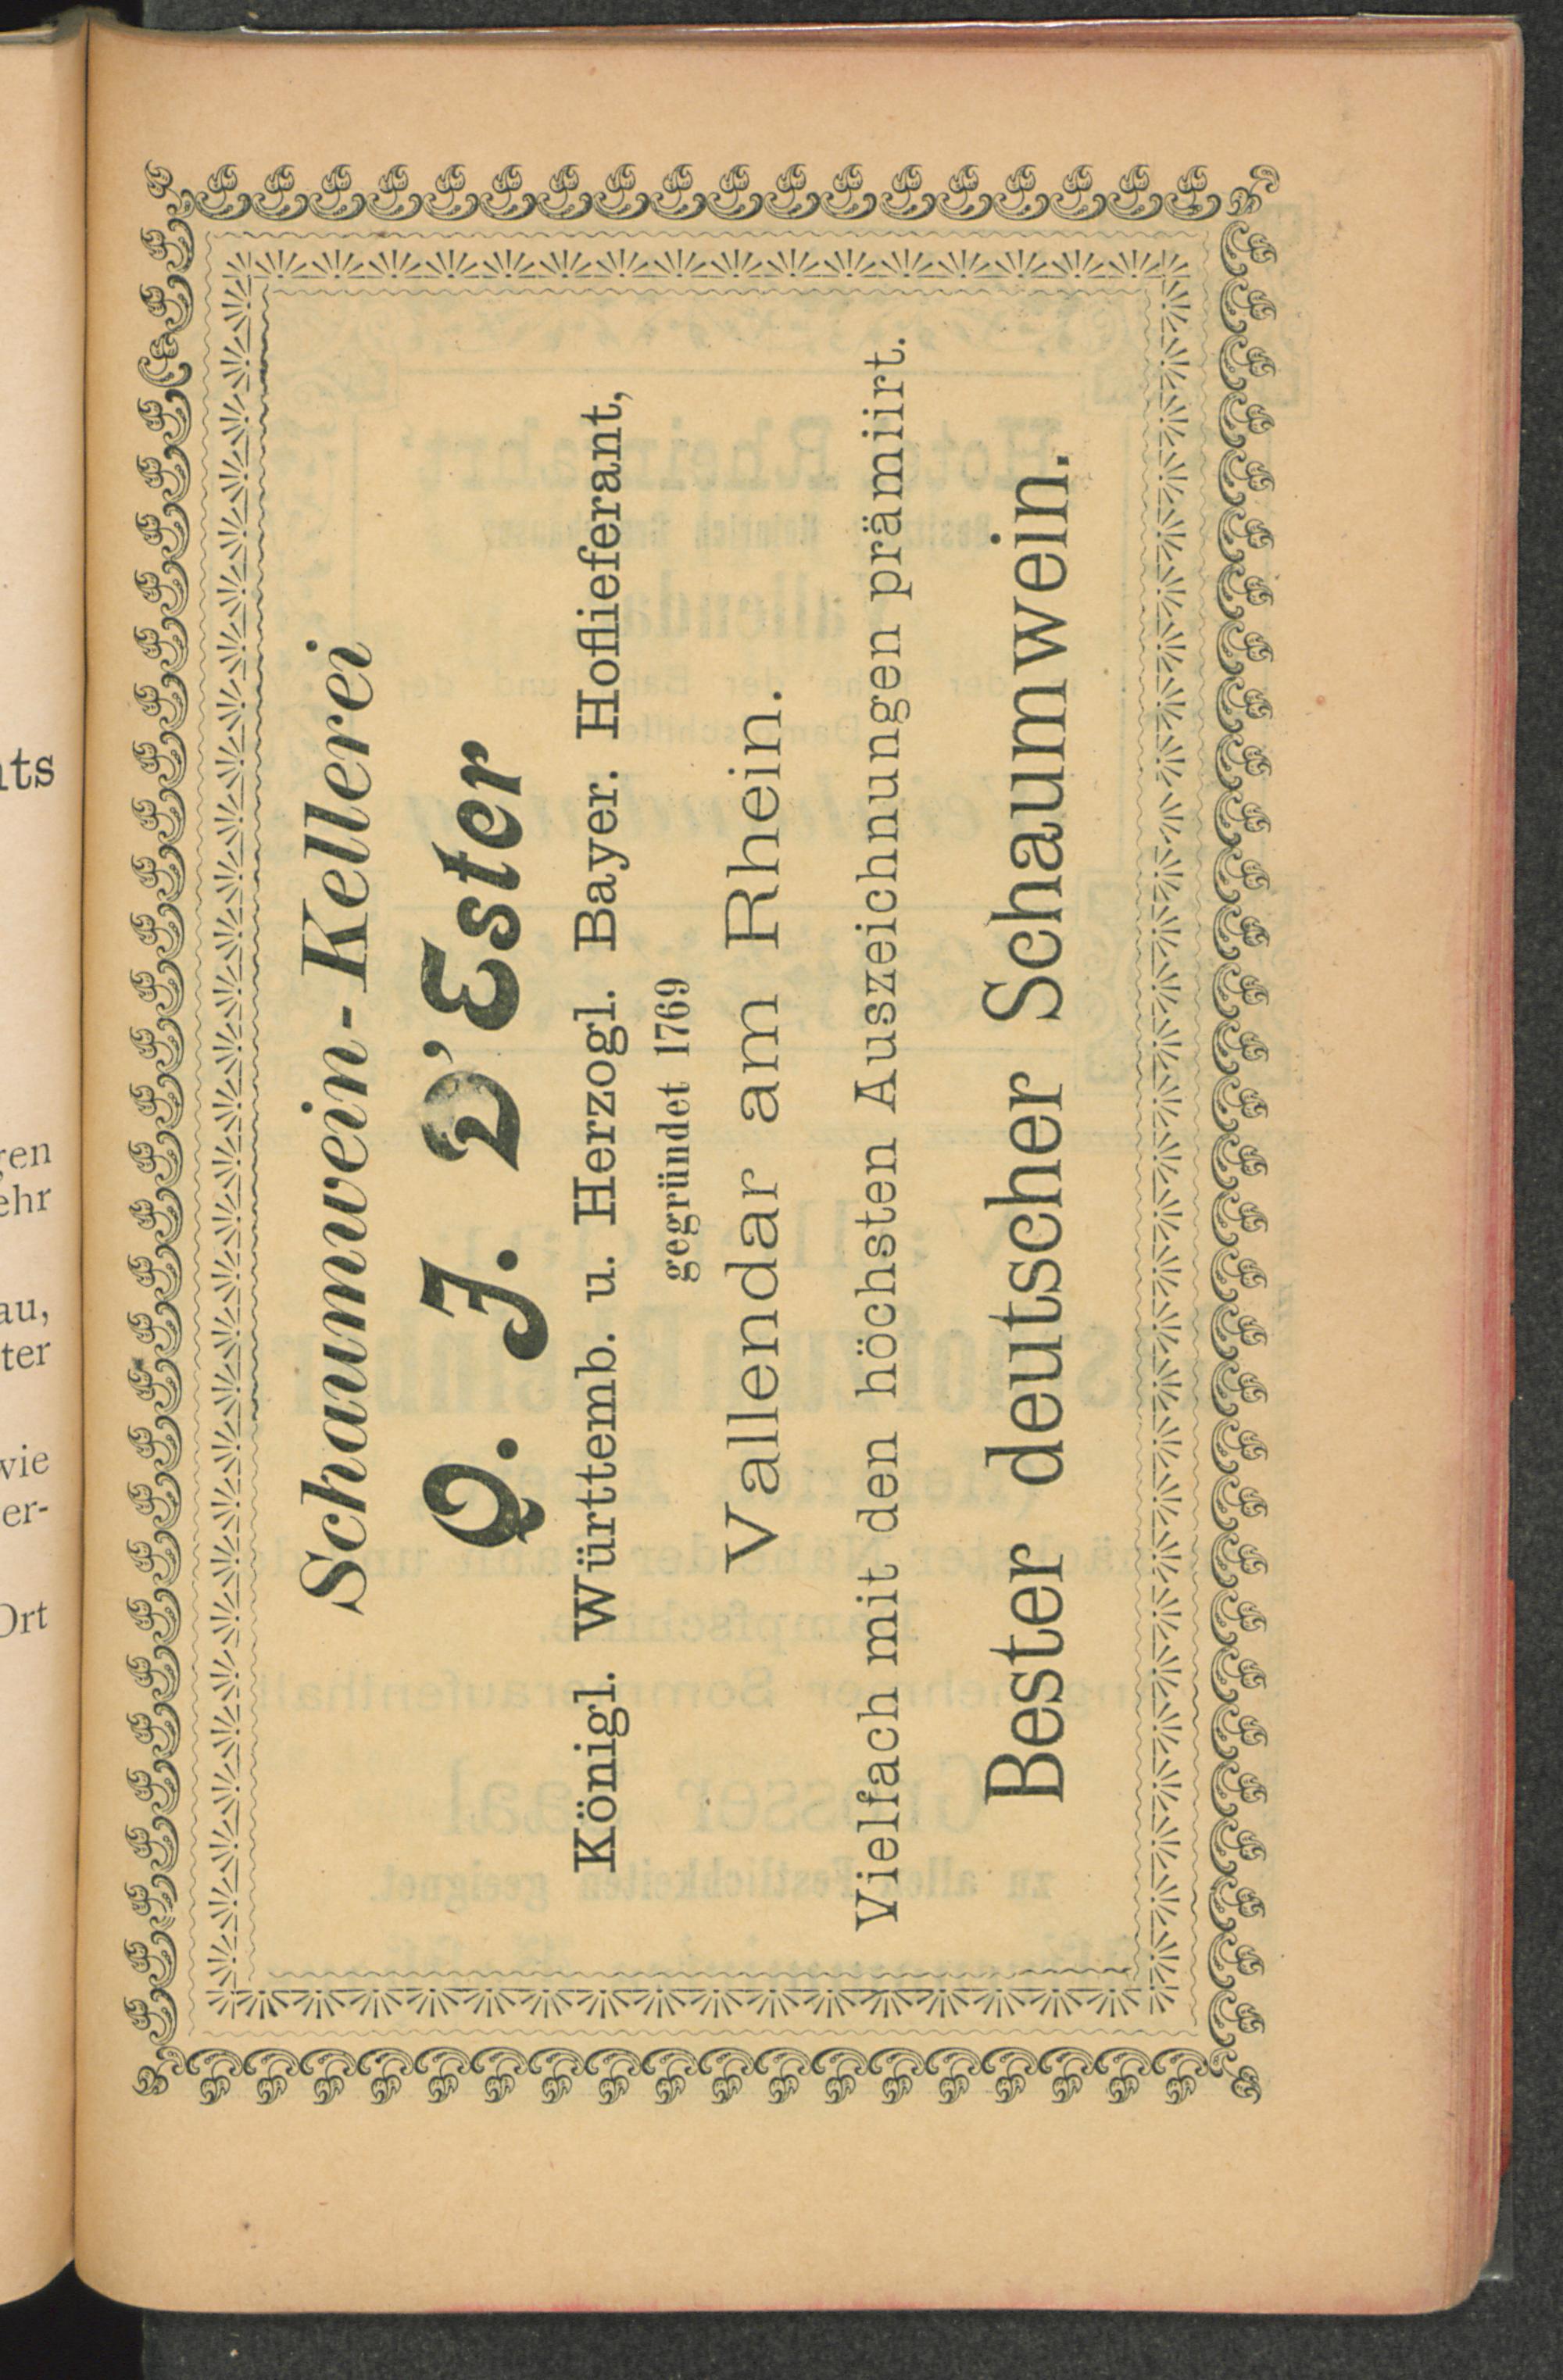 Schaumwein-Kellerei
Q. J. D'Ester
Königl. Württemb. u. Herzogl. Bayer. Hoflieferant,
gegründet 1769
Vallendar am Rhein.
Vielfach mit den höchsten Auszeichnungen prämiirt.
Bester deutscher Schaumwein.